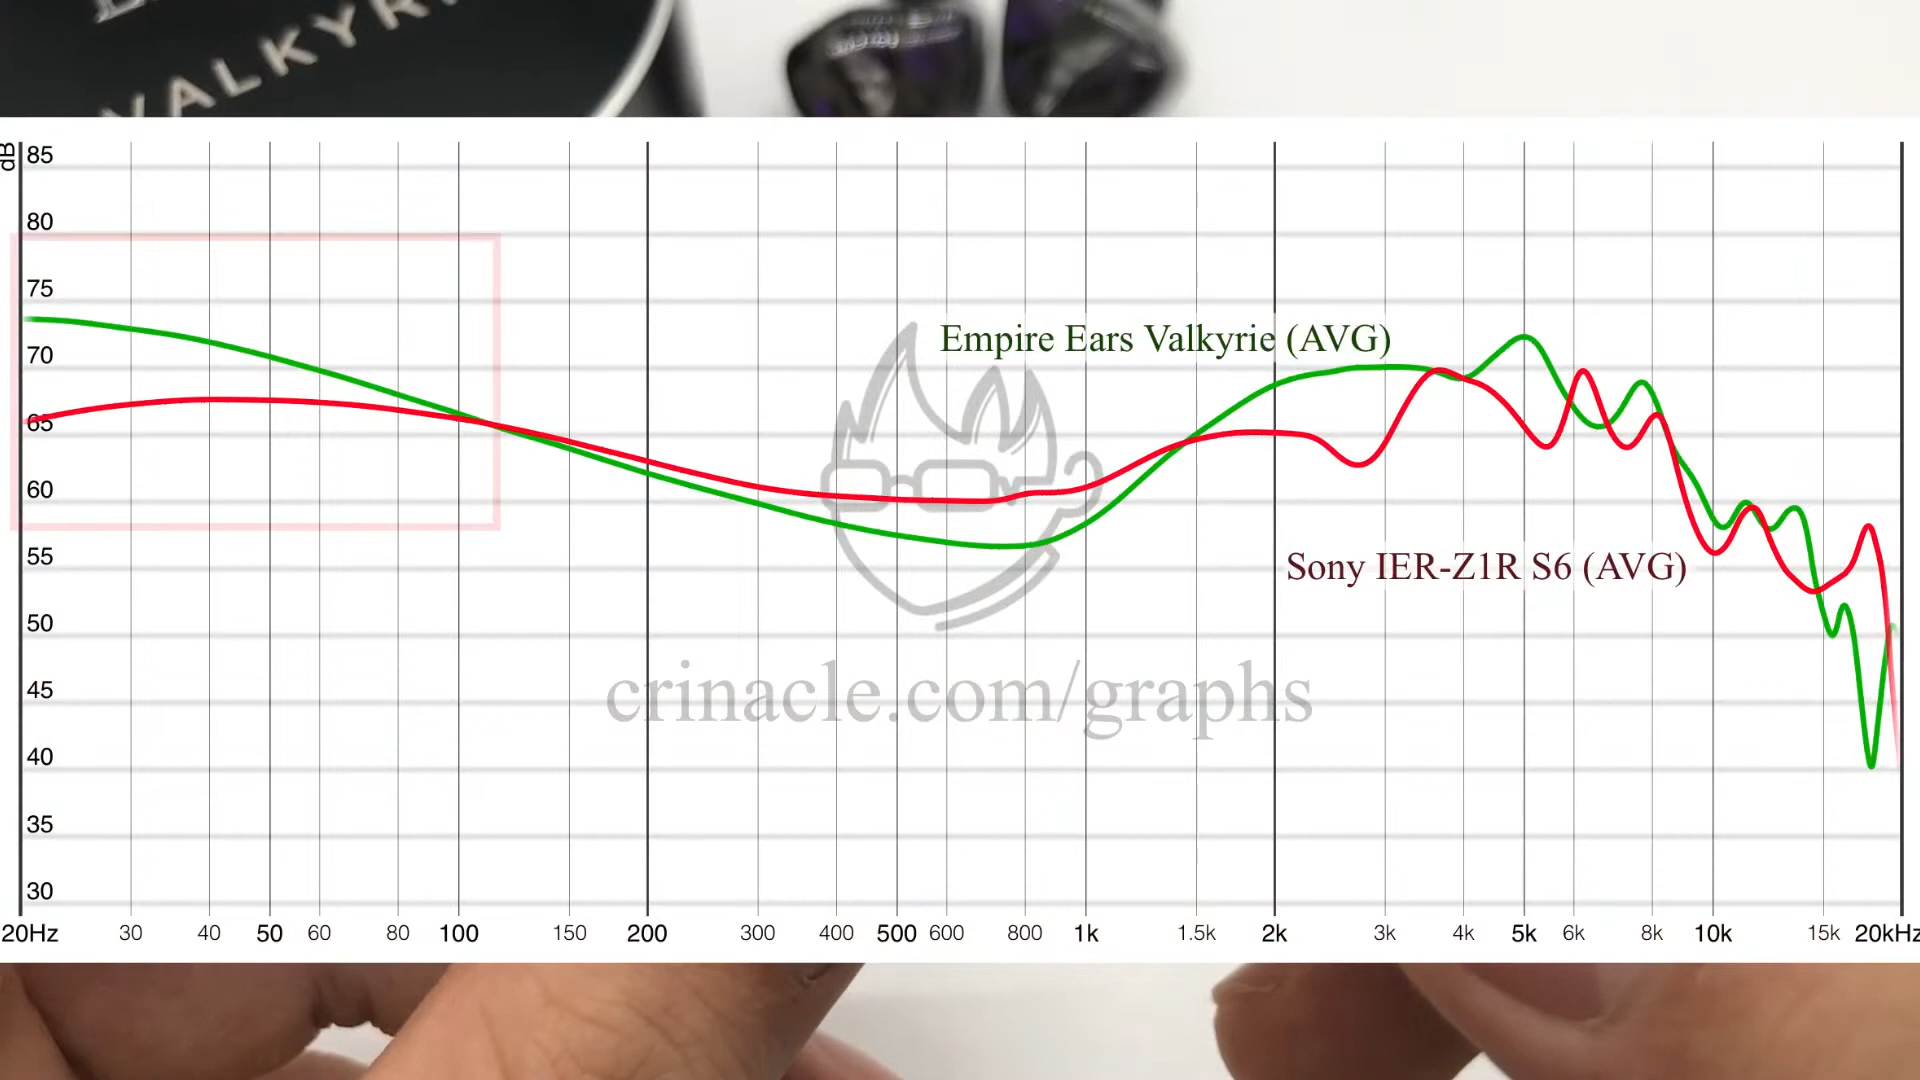 VALKYRI
dB
85
80
75
70
65
60
55
50
45
40
35
30
Empire Ears Valkyrie (AVG)
Sony IER-Z1R S6 (AVG)
crinacle.com/graphs
20Hz 30 40 50 60 80 100 150 200 300 400 500 600 800 1k 1.5k 2k 3k 4k 5k 6k 8k 10k 15k 20kHz